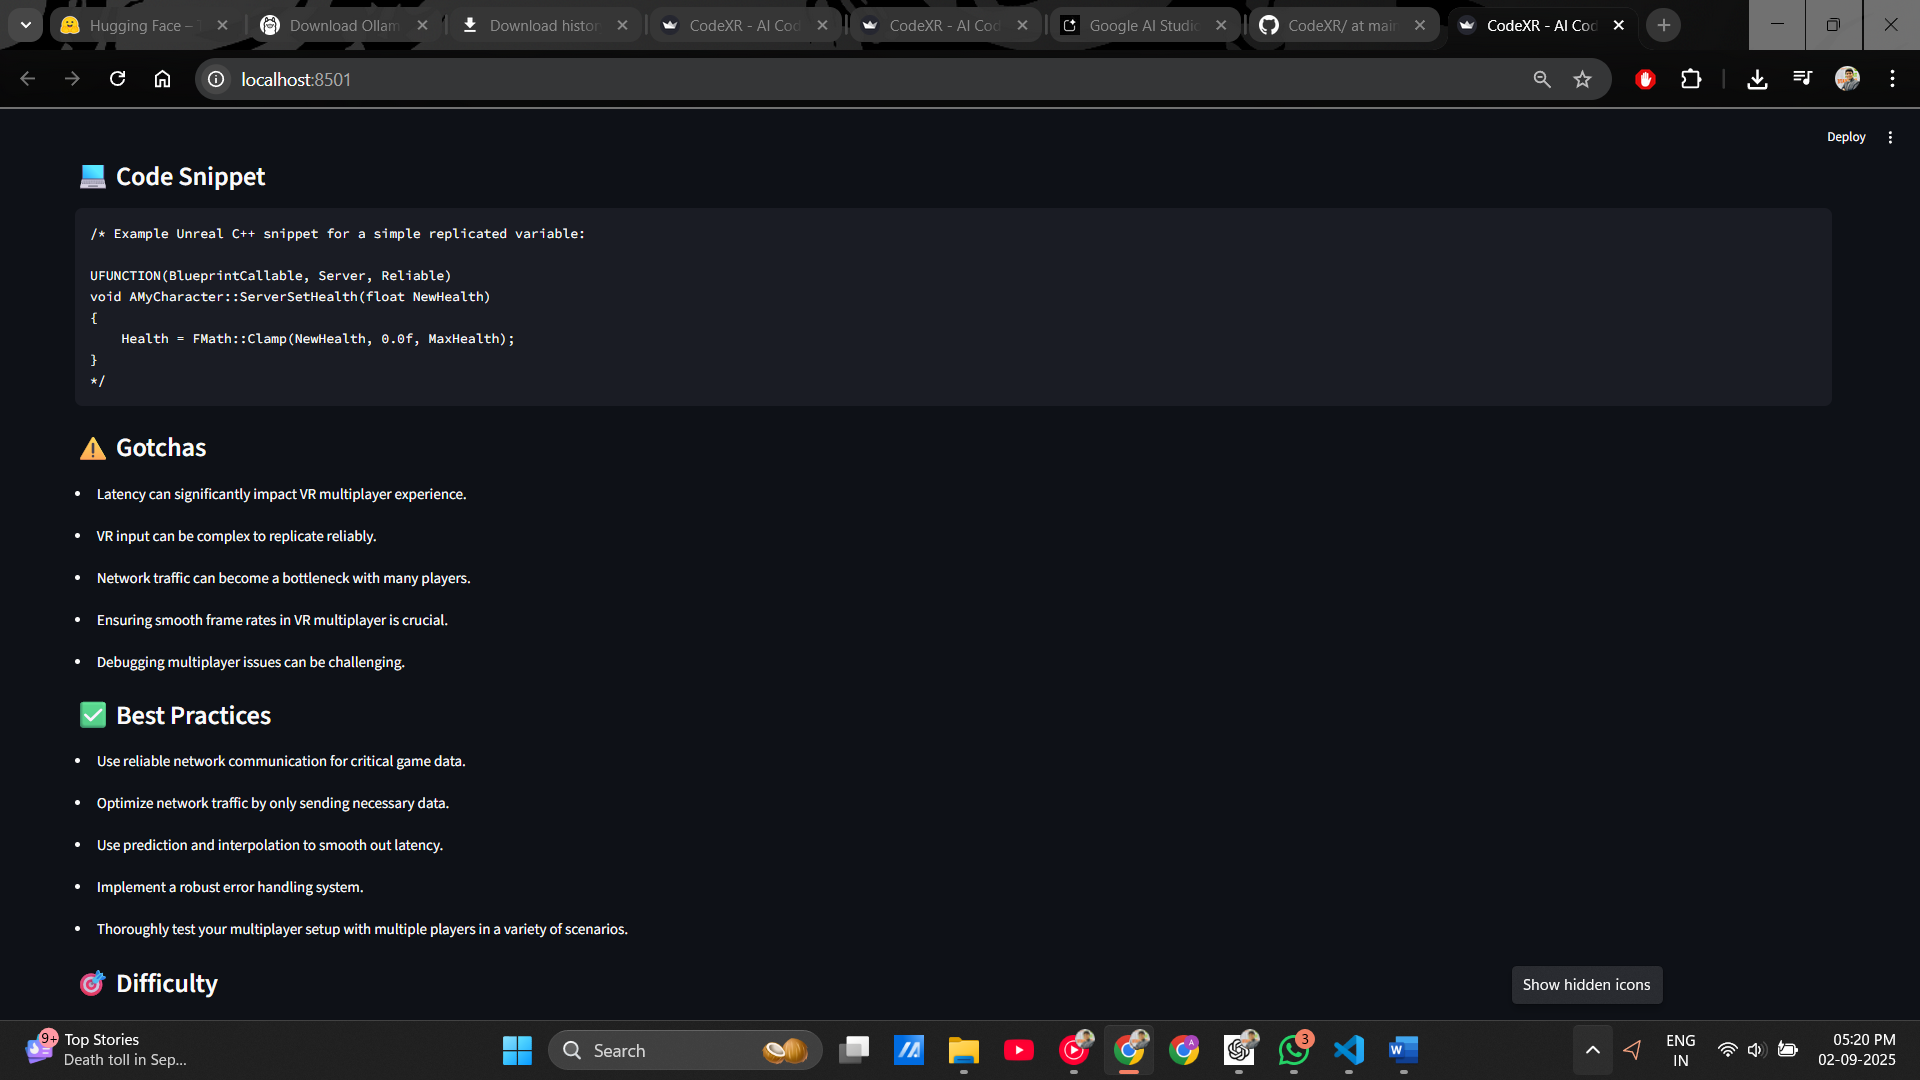 Hugging Face – T
Download Ollam
Download histor
CodeXR - AI Cod
CodeXR - AI Cod
Google AI Studio
CodeXR/ at main
CodeXR - AI Cod
localhost:8501
Deploy
Code Snippet
/* Example Unreal C++ snippet for a simple replicated variable:
UFUNCTION(BlueprintCallable, Server, Reliable)
void AMyCharacter::ServerSetHealth(float NewHealth)
{
Health = FMath::Clamp(NewHealth, 0.0f, MaxHealth);
}
*/
Gotchas
• Latency can significantly impact VR multiplayer experience.
• VR input can be complex to replicate reliably.
• Network traffic can become a bottleneck with many players.
• Ensuring smooth frame rates in VR multiplayer is crucial.
• Debugging multiplayer issues can be challenging.
Best Practices
• Use reliable network communication for critical game data.
• Optimize network traffic by only sending necessary data.
• Use prediction and interpolation to smooth out latency.
• Implement a robust error handling system.
• Thoroughly test your multiplayer setup with multiple players in a variety of scenarios.
Difficulty
Show hidden icons
9+
Top Stories
Death toll in Sep...
Search
A
3
W
ENG
IN
05:20 PM
02-09-2025